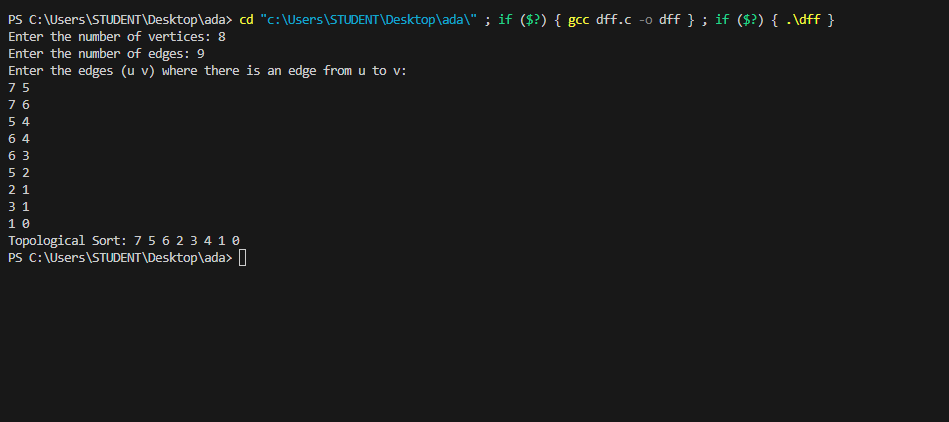 PS C:\Users\STUDENT\Desktop\ada> cd "c:\Users\STUDENT\Desktop\ada\" ; if ($?) { gcc dff.c -o dff } ; if ($?) { .\dff }
Enter the number of vertices: 8
Enter the number of edges: 9
Enter the edges (u v) where there is an edge from u to v:
7 5
7 6
5 4
6 4
6 3
5 2
2 1
3 1
1 0
Topological Sort: 7 5 6 2 3 4 1 0
PS C:\Users\STUDENT\Desktop\ada>